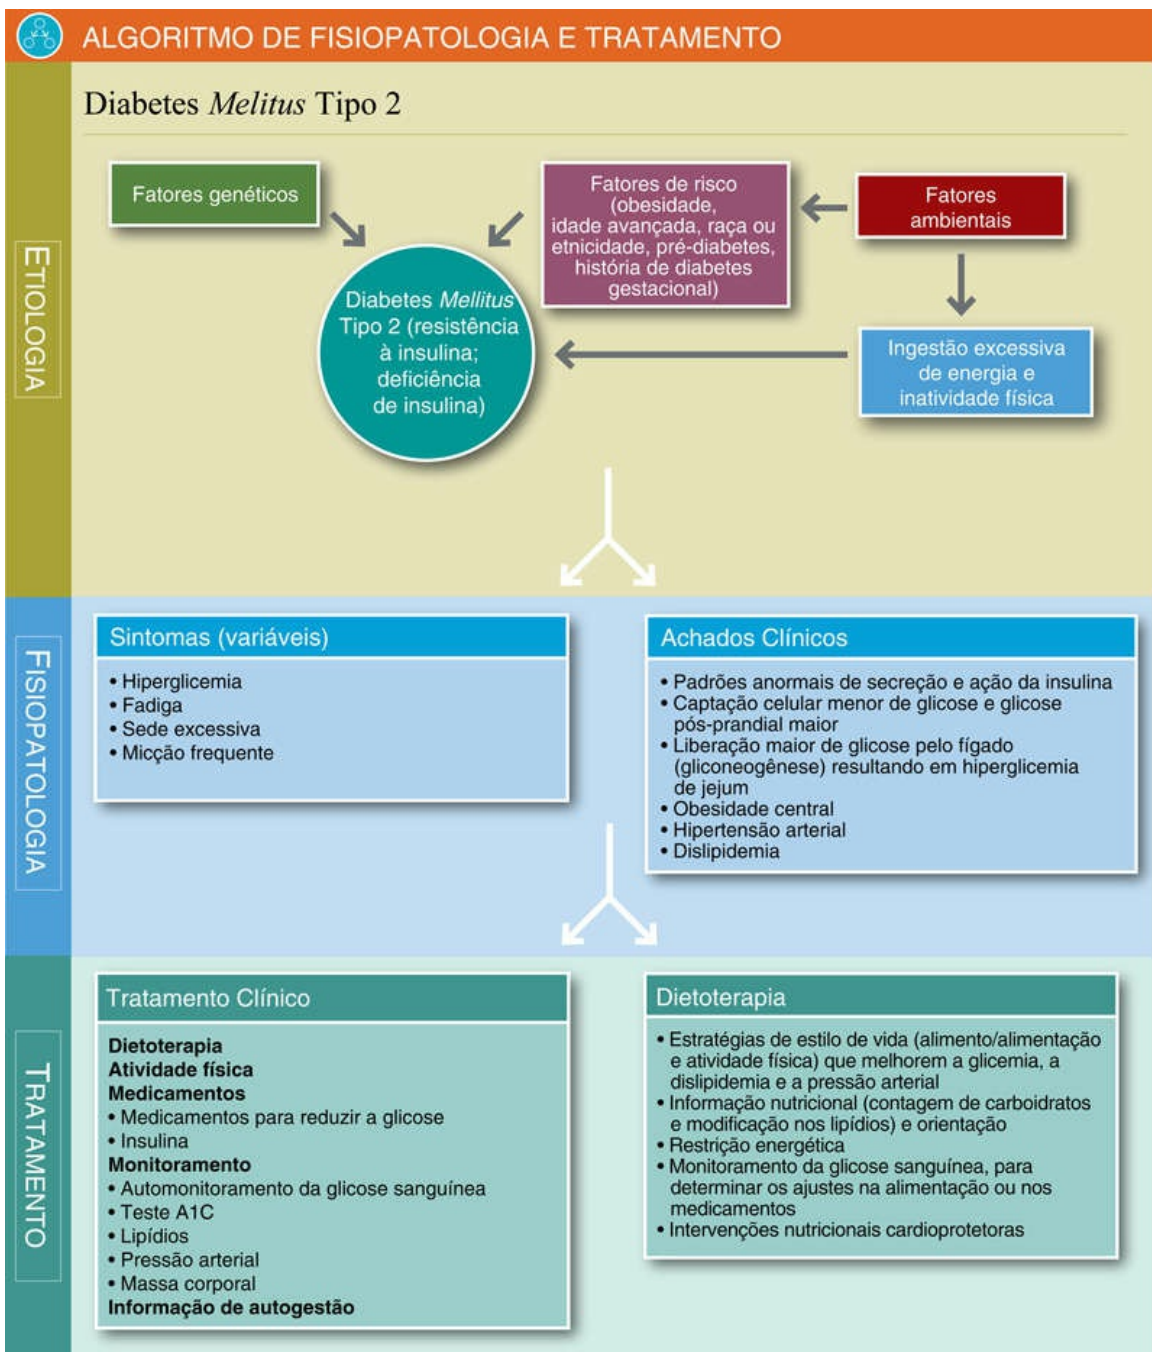 ALGORITMO DE FISIOPATOLOGIA E TRATAMENTO
Diabetes Melitus Tipo 2
ETIOLOGIA
Fatores genéticos
Fatores de risco
(obesidade,
idade avançada, raça ou
etnicidade, pré-diabetes,
história de diabetes
gestacional)
Fatores
ambientais
Diabetes Mellitus
Tipo 2 (resistência
à insulina;
deficiência
de insulina)
Ingestão excessiva
de energia e
inatividade física
FISIOPATOLOGIA
Sintomas (variáveis)
• Hiperglicemia
• Fadiga
• Sede excessiva
• Micção frequente
Achados Clínicos
• Padrões anormais de secreção e ação da insulina
• Captação celular menor de glicose e glicose
pós-prandial maior
• Liberação maior de glicose pelo fígado
(gliconeogênese) resultando em hiperglicemia
de jejum
• Obesidade central
• Hipertensão arterial
• Dislipidemia
TRATAMENTO
Tratamento Clínico
Dietoterapia
Atividade física
Medicamentos
• Medicamentos para reduzir a glicose
• Insulina
Monitoramento
• Automonitoramento da glicose sanguínea
• Teste A1C
• Lipídios
• Pressão arterial
• Massa corporal
Informação de autogestão
Dietoterapia
• Estratégias de estilo de vida (alimento/alimentação
e atividade física) que melhorem a glicemia, a
dislipidemia e a pressão arterial
• Informação nutricional (contagem de carboidratos
e modificação nos lipídios) e orientação
• Restrição energética
• Monitoramento da glicose sanguínea, para
determinar os ajustes na alimentação ou nos
medicamentos
• Intervenções nutricionais cardioprotetoras